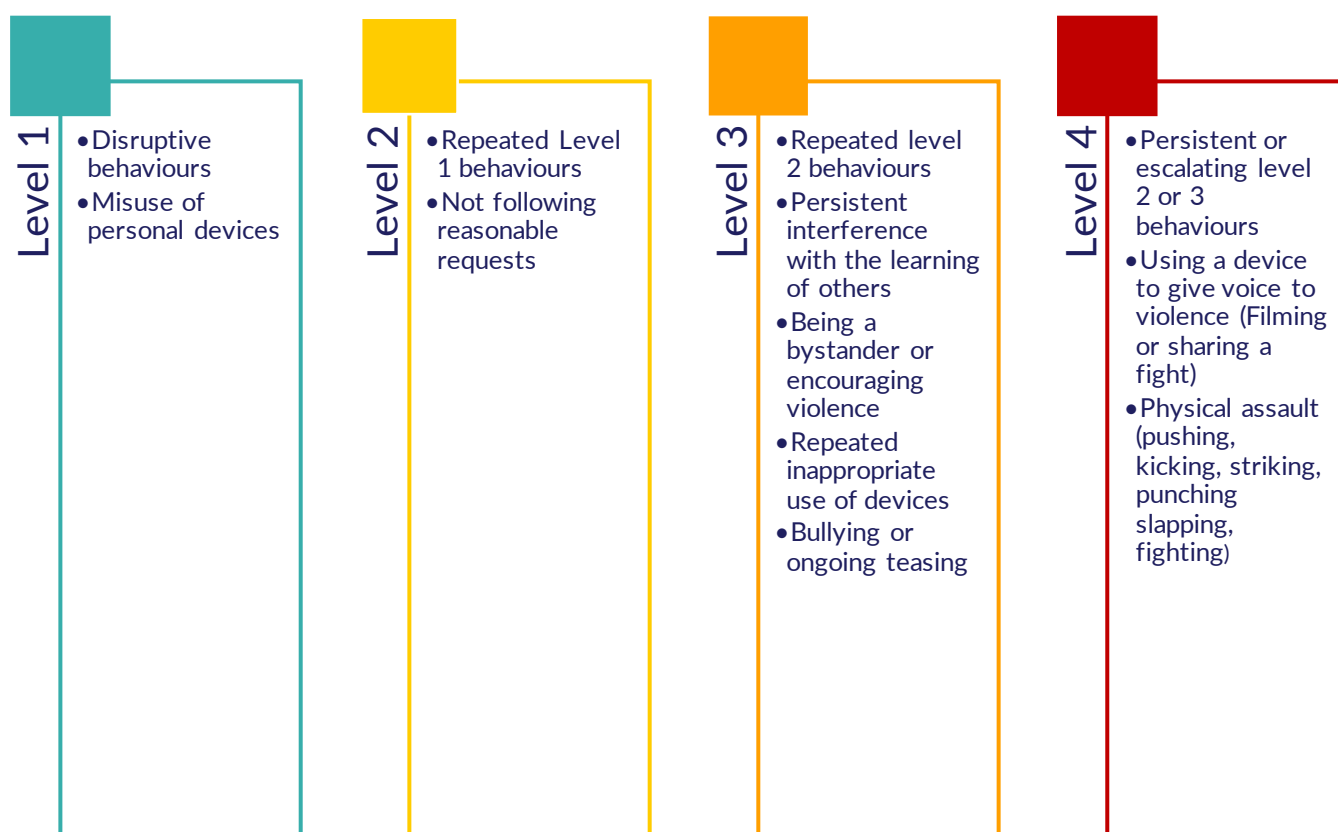 Level 1
•Disruptive
behaviours
•Misuse of
personal devices
Level 2
•Repeated Level
1 behaviours
•Not following
reasonable
requests
Level 3
•Repeated level
2 behaviours
•Persistent
interference
with the learning
of others
•Being a
bystander or
encouraging
violence
•Repeated
inappropriate
use of devices
•Bullying or
ongoing teasing
Level 4
•Persistent or
escalating level
2 or 3
behaviours
•Using a device
to give voice to
violence (Filming
or sharing a
fight)
•Physical assault
(pushing,
kicking, striking,
punching
slapping,
fighting)